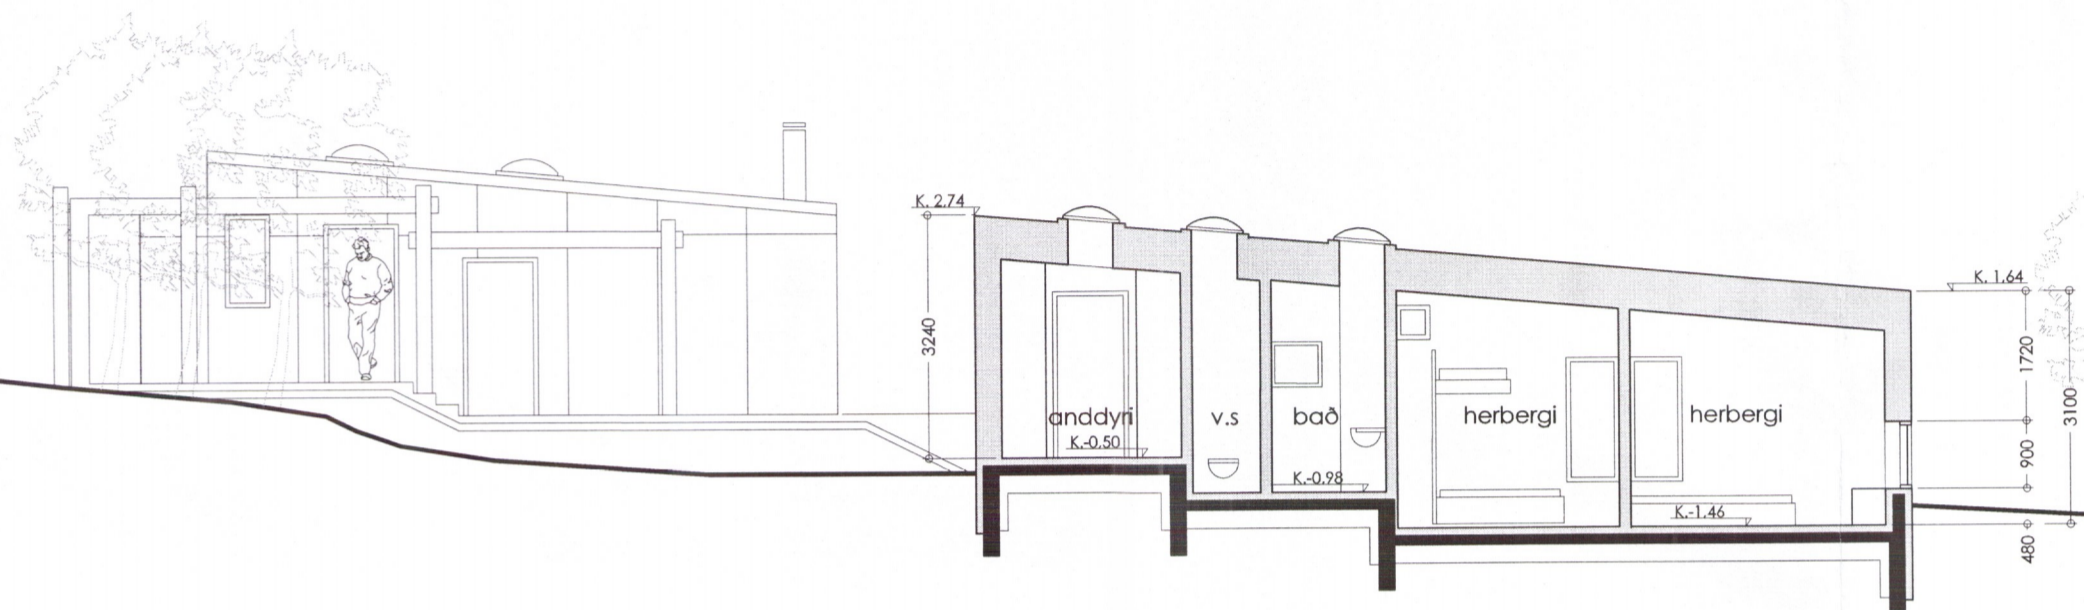 K. 2.74
K. 1.64
3240
1720
3100
900
480
anddyri
K.-0.50
v.s
bað
K.-0.98
herbergi
herbergi
K.-1.46